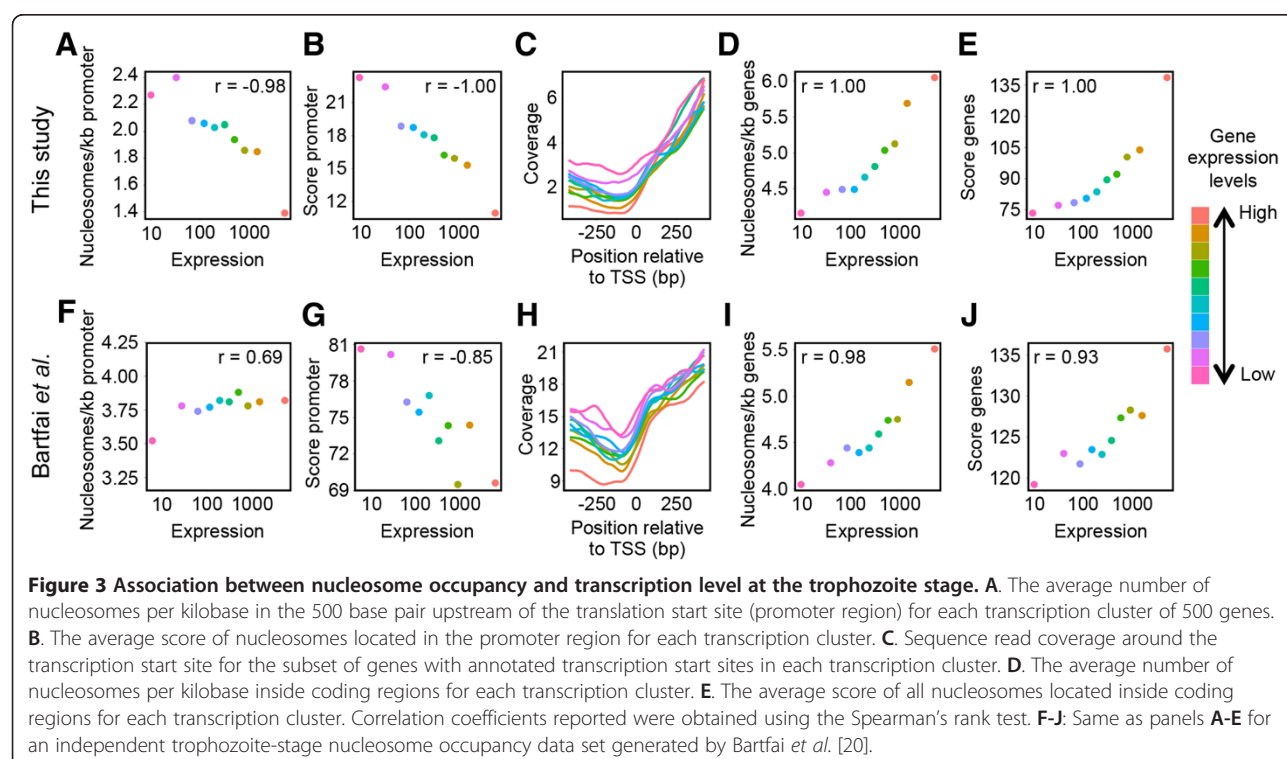 A
Nucleosomes/kb promoter
2.4
2.2
2.0
1.8
1.6
1.4
r = -0.98
10 100 1000
Expression
B
Score promoter
21
18
15
12
r = -1.00
10 100 1000
Expression
C
Coverage
6
4
2
-250 0 250
Position relative
to TSS (bp)
D
Nucleosomes/kb genes
6.0
5.5
5.0
4.5
r = 1.00
10 100 1000
Expression
E
Score genes
135
120
105
90
75
r = 1.00
10 100 1000
Expression
This study
Gene
expression
levels
High
Low
F
Nucleosomes/kb promoter
4.25
4.00
3.75
3.50
3.25
r = 0.69
10 100 1000
Expression
G
Score promoter
81
78
75
72
69
r = -0.85
10 100 1000
Expression
H
Coverage
21
18
15
12
9
-250 0 250
Position relative
to TSS (bp)
I
Nucleosomes/kb genes
5.5
5.0
4.5
4.0
r = 0.98
10 100 1000
Expression
J
Score genes
135
130
125
120
r = 0.93
10 100 1000
Expression
Bartfai et al.
Figure 3 Association between nucleosome occupancy and transcription level at the trophozoite stage. A. The average number of
nucleosomes per kilobase in the 500 base pair upstream of the translation start site (promoter region) for each transcription cluster of 500 genes.
B. The average score of nucleosomes located in the promoter region for each transcription cluster. C. Sequence read coverage around the
transcription start site for the subset of genes with annotated transcription start sites in each transcription cluster. D. The average number of
nucleosomes per kilobase inside coding regions for each transcription cluster. E. The average score of all nucleosomes located inside coding
regions for each transcription cluster. Correlation coefficients reported were obtained using the Spearman's rank test. F-J: Same as panels A-E for
an independent trophozoite-stage nucleosome occupancy data set generated by Bartfai et al. [20].